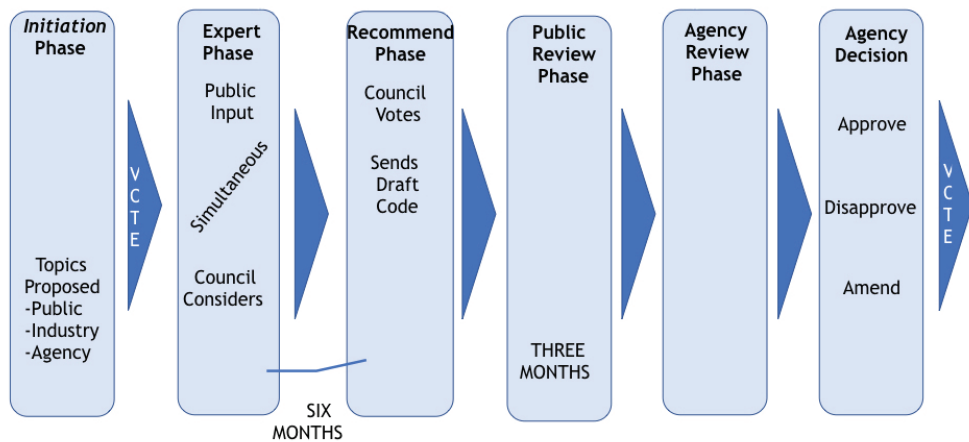 Initiation
Phase
Topics
Proposed
-Public
-Industry
-Agency
V
C
T
E
Expert
Phase
Public
Input
Simultaneous
Council
Considers
SIX
MONTHS
Recommend
Phase
Council
Votes
Sends
Draft
Code
Public
Review
Phase
THREE
MONTHS
Agency
Review
Phase
Agency
Decision
Approve
Disapprove
Amend
V
C
T
E